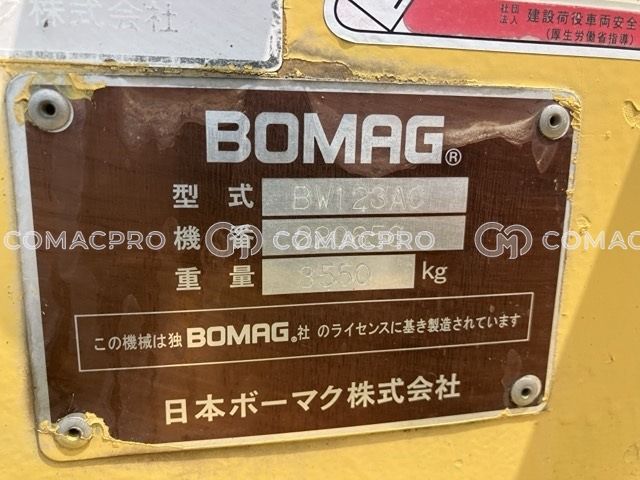 株式会社
社団法人 建設荷役車両安全
(厚生労働省指導)
BOMAG®
型式 BW123AC
機番
重量 3550 kg
この機械は独BOMAG®社のライセンスに基き製造されています
日本ボーマク株式会社
COMACPRO COMACPRO COMAC